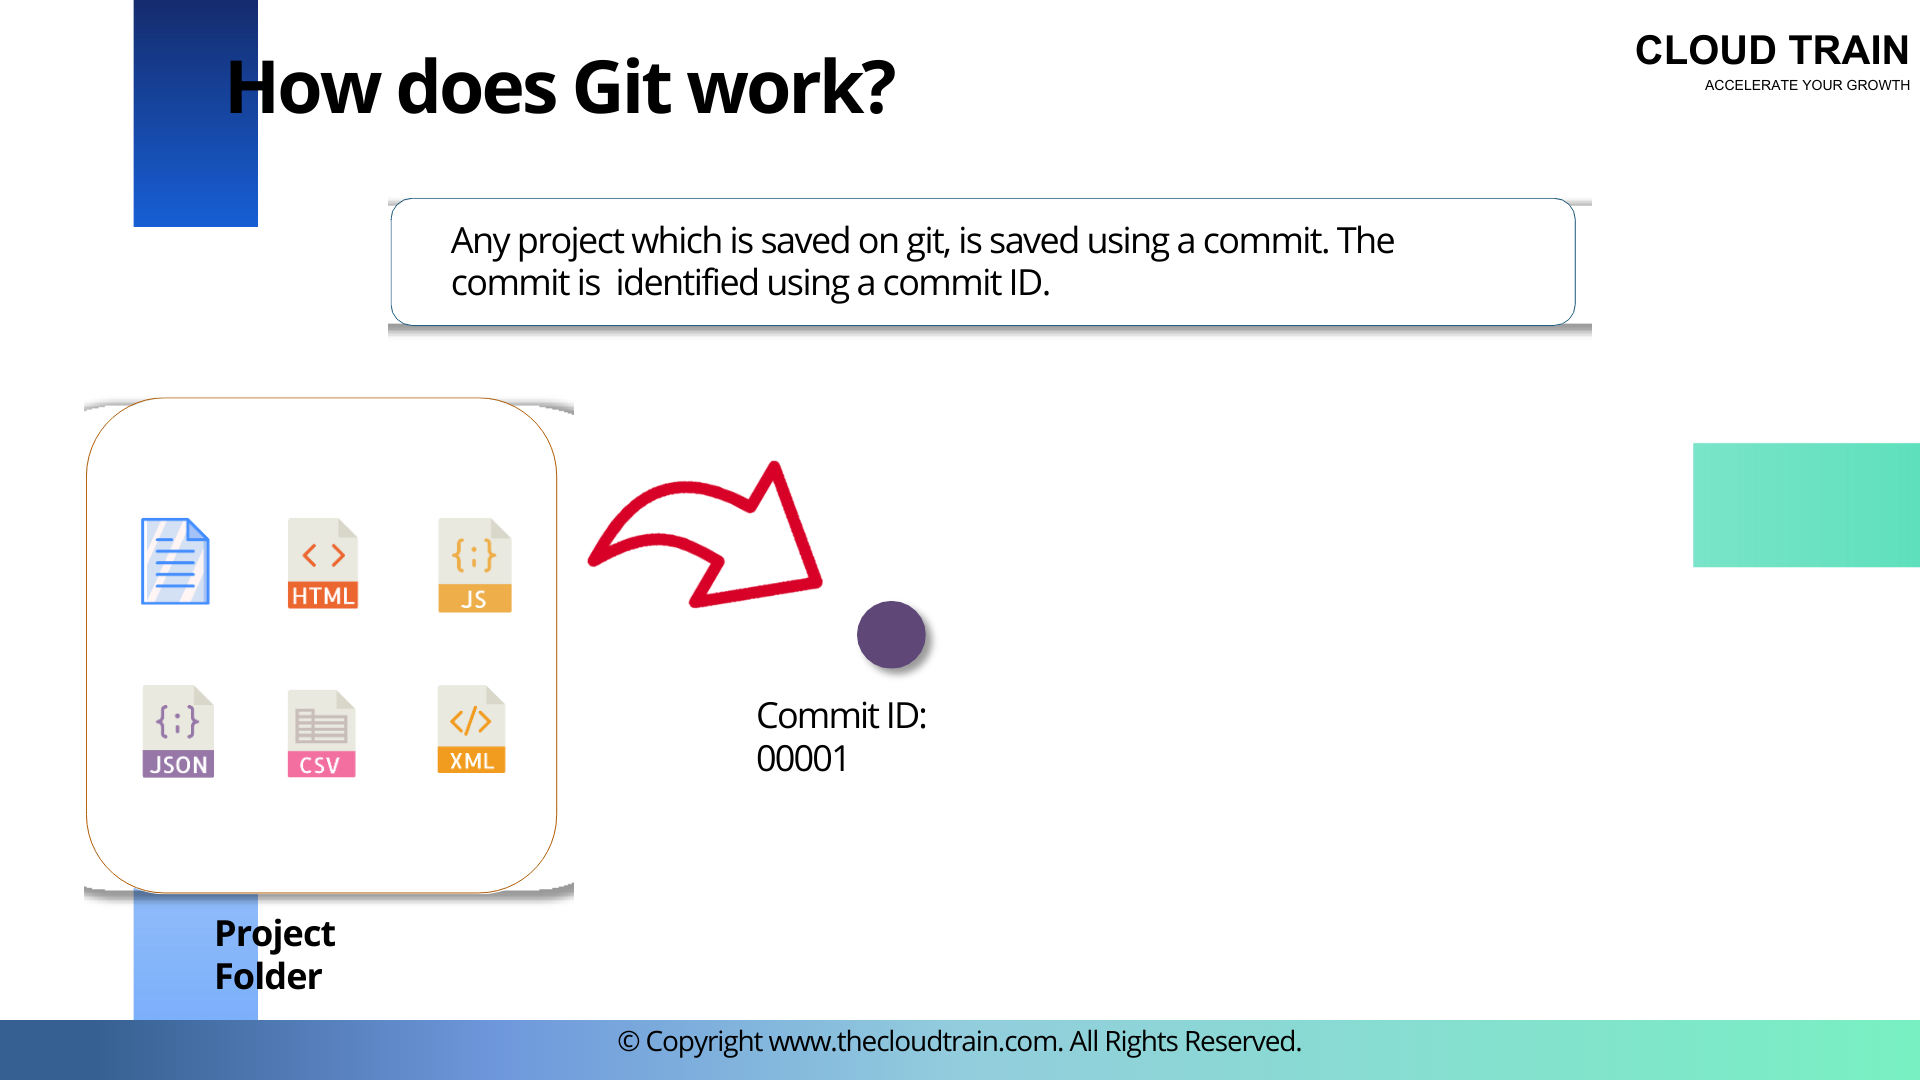 How does Git work?
CLOUD TRAIN
ACCELERATE YOUR GROWTH
Any project which is saved on git, is saved using a commit. The
commit is  identified using a commit ID.
HTML
JS
JSON
CSV
XML
Commit ID:
00001
Project
Folder
© Copyright www.thecloudtrain.com. All Rights Reserved.